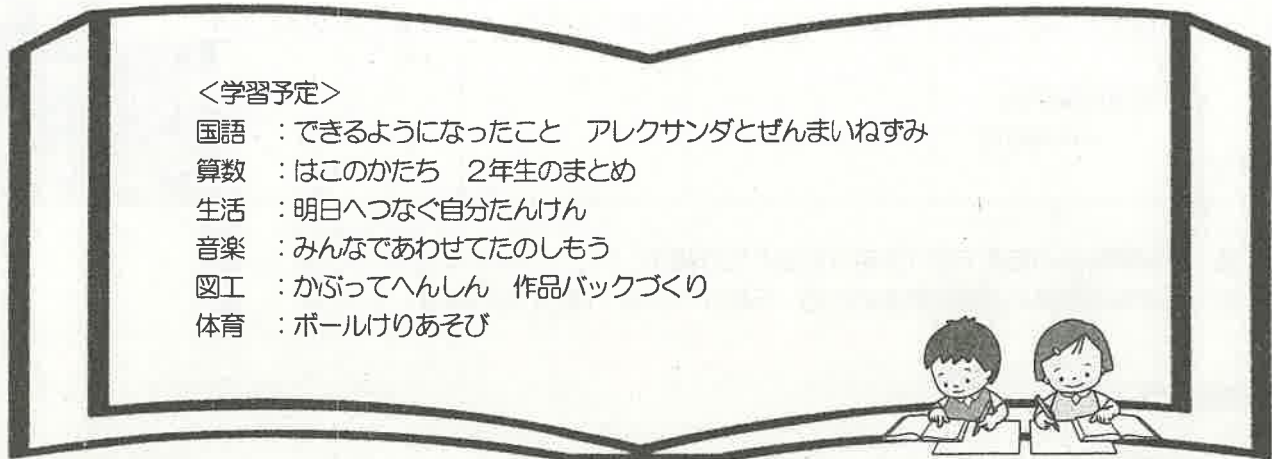 ＜学習予定＞
国語　：できるようになったこと　アレクサンダとぜんまいねずみ
算数　：はこのかたち　２年生のまとめ
生活　：明日へつなぐ自分たんけん
音楽　：みんなであわせてたのしもう
図工　：かぶってへんしん　作品バックづくり
体育　：ボールけりあそび